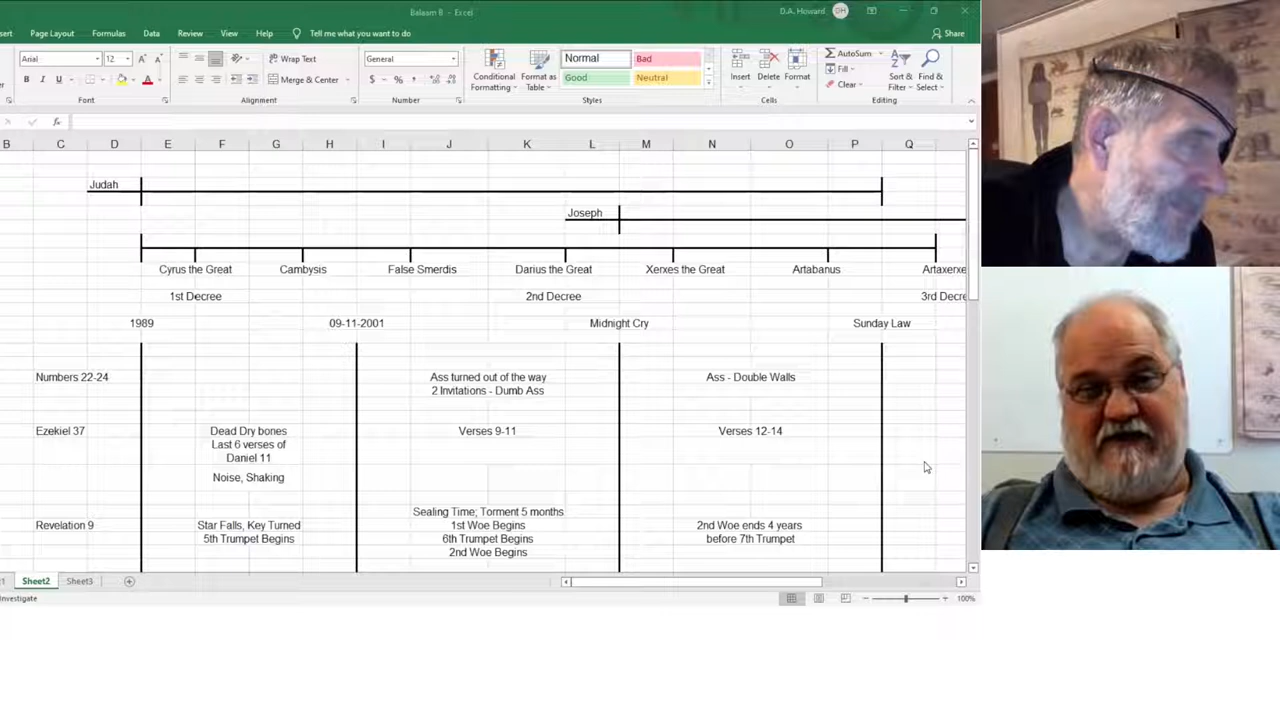 Balaam B - Excel
D.A. Howard
DH
sert
Page Layout
Formulas
Data
Review
View
Help
Tell me what you want to do
Share
Arial
12
A
A
Wrap Text
General
Normal
Bad
Good
Neutral
AutoSum
Fill
Clear
B
I
U
A
Merge & Center
$
%
Conditional
Formatting
Format as
Table
Insert
Delete
Format
Sort &
Filter
Find &
Select
Font
Alignment
Number
Styles
Cells
Editing
fx
B
C
D
E
F
G
H
I
J
K
L
M
N
O
P
Q
Judah
Joseph
Cyrus the Great
Cambysis
False Smerdis
Darius the Great
Xerxes the Great
Artabanus
Artaxerxe
1st Decree
2nd Decree
3rd Decre
1989
09-11-2001
Midnight Cry
Sunday Law
Numbers 22-24
Ass turned out of the way
2 Invitations - Dumb Ass
Ass - Double Walls
Ezekiel 37
Dead Dry bones
Last 6 verses of
Daniel 11
Noise, Shaking
Verses 9-11
Verses 12-14
Revelation 9
Star Falls, Key Turned
5th Trumpet Begins
Sealing Time; Torment 5 months
1st Woe Begins
6th Trumpet Begins
2nd Woe Begins
2nd Woe ends 4 years
before 7th Trumpet
Sheet2
Sheet3
nvestigate
100%